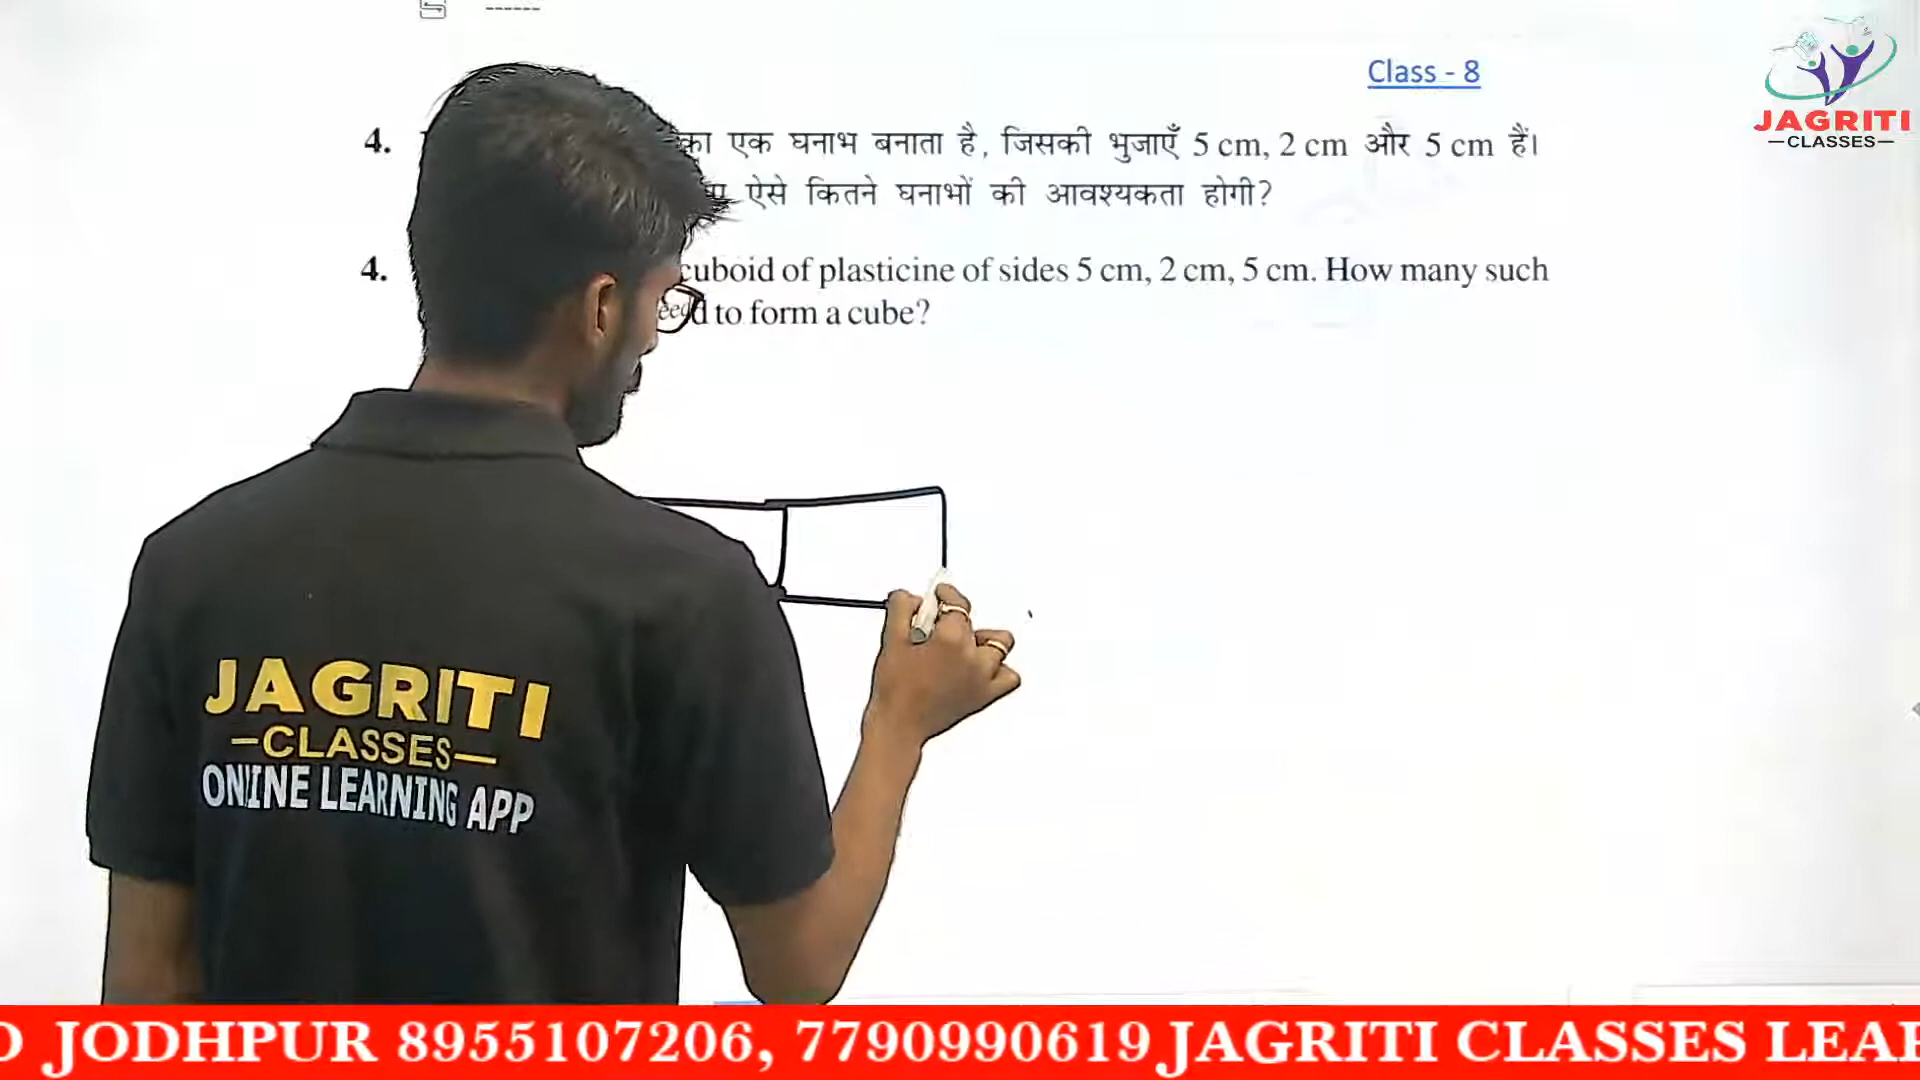 Class - 8
JAGRITI
CLASSES
4. का एक घनाभ बनाता है, जिसकी भुजाएँ 5 cm, 2 cm और 5 cm हैं।
ऐसे कितने घनाभों की आवश्यकता होगी?
4. cuboid of plasticine of sides 5 cm, 2 cm, 5 cm. How many such
to form a cube?
JAGRITI
CLASSES
ONLINE LEARNING APP
JODHPUR 8955107206, 7790990619 JAGRITI CLASSES